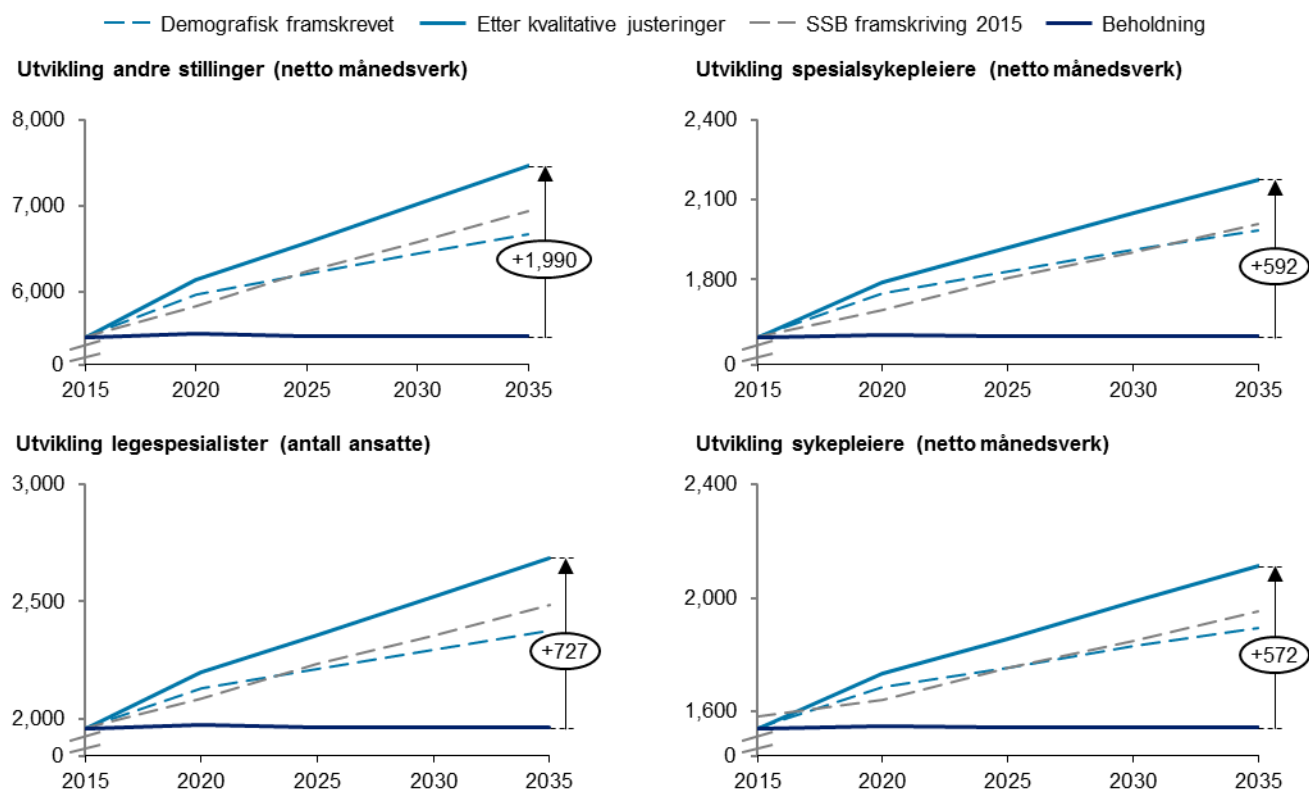 Demografisk framskrevet Etter kvalitative justeringer SSB framskriving 2015 Beholdning
Utvikling andre stillinger (netto månedsverk)
8,000
7,000
6,000
0
+1,990
2015 2020 2025 2030 2035
Utvikling spesialsykepleiere (netto månedsverk)
2,400
2,100
1,800
0
+592
2015 2020 2025 2030 2035
Utvikling legespesialister (antall ansatte)
3,000
2,500
2,000
0
+727
2015 2020 2025 2030 2035
Utvikling sykepleiere (netto månedsverk)
2,400
2,000
1,600
0
+572
2015 2020 2025 2030 2035